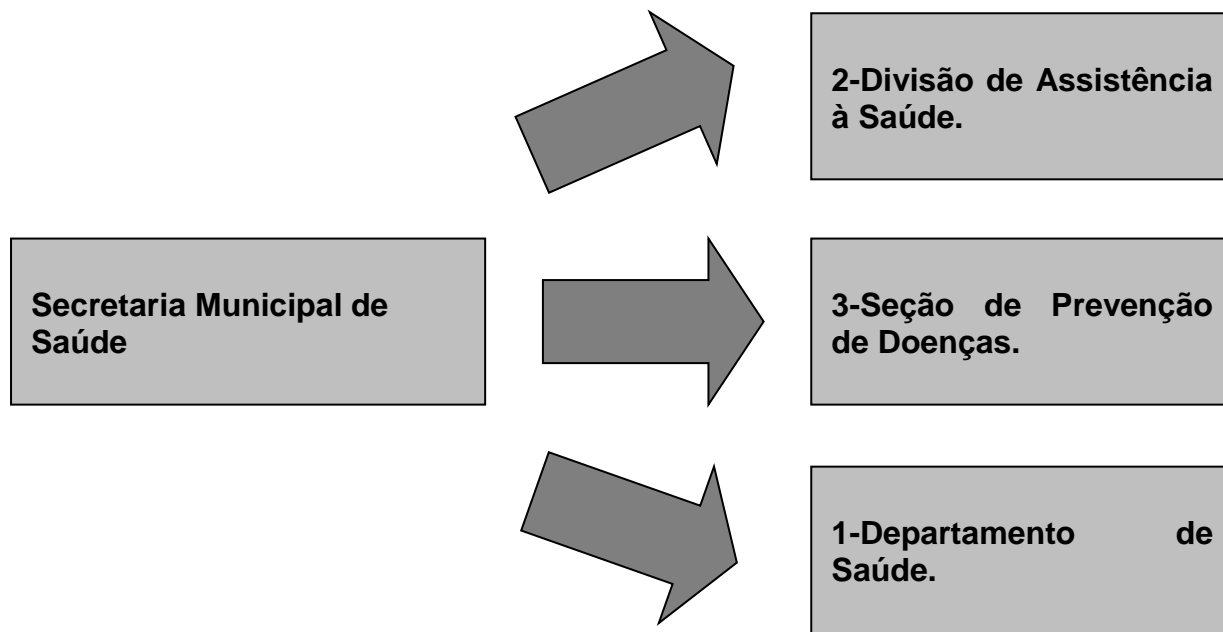 2-Divisão de Assistência
à Saúde.
Secretaria Municipal de
Saúde
3-Seção de Prevenção
de Doenças.
1-Departamento de
Saúde.